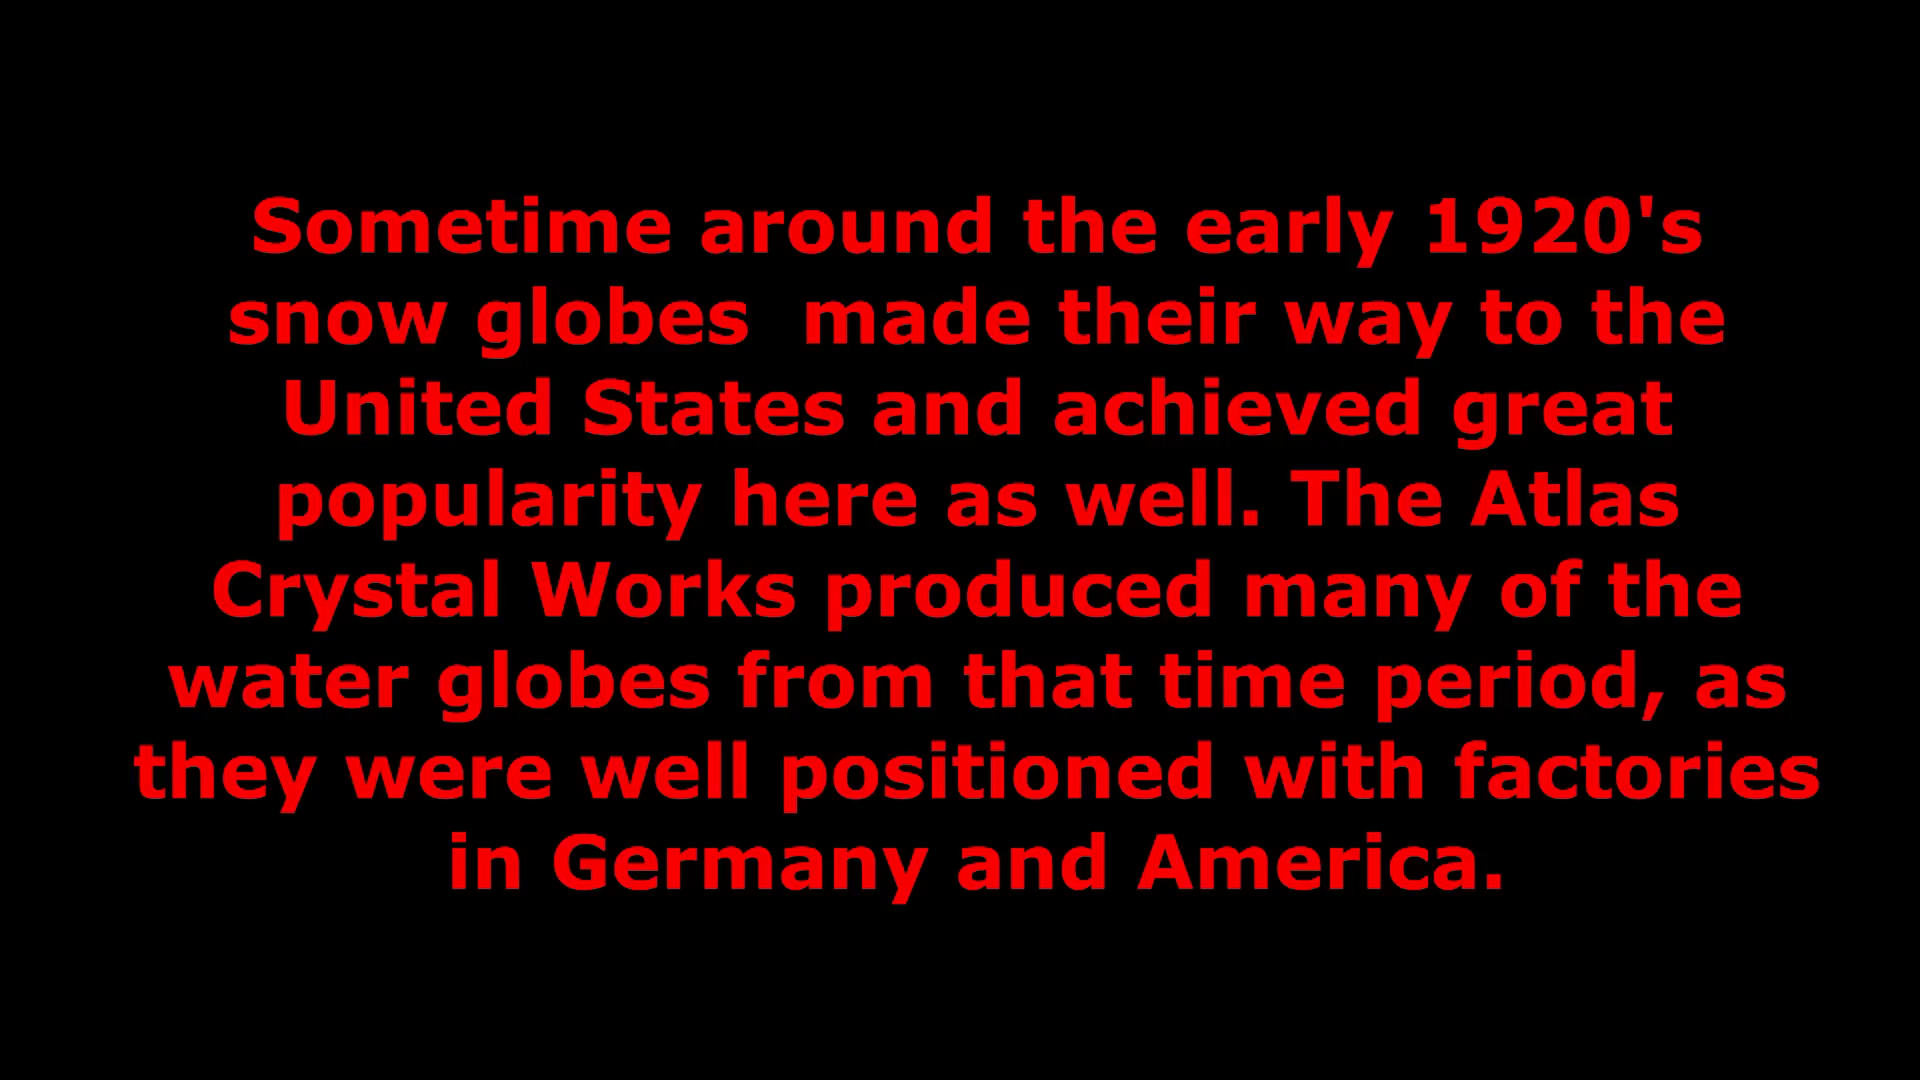 Sometime around the early 1920's
snow globes  made their way to the
United States and achieved great
popularity here as well. The Atlas
Crystal Works produced many of the
water globes from that time period, as
they were well positioned with factories
in Germany and America.